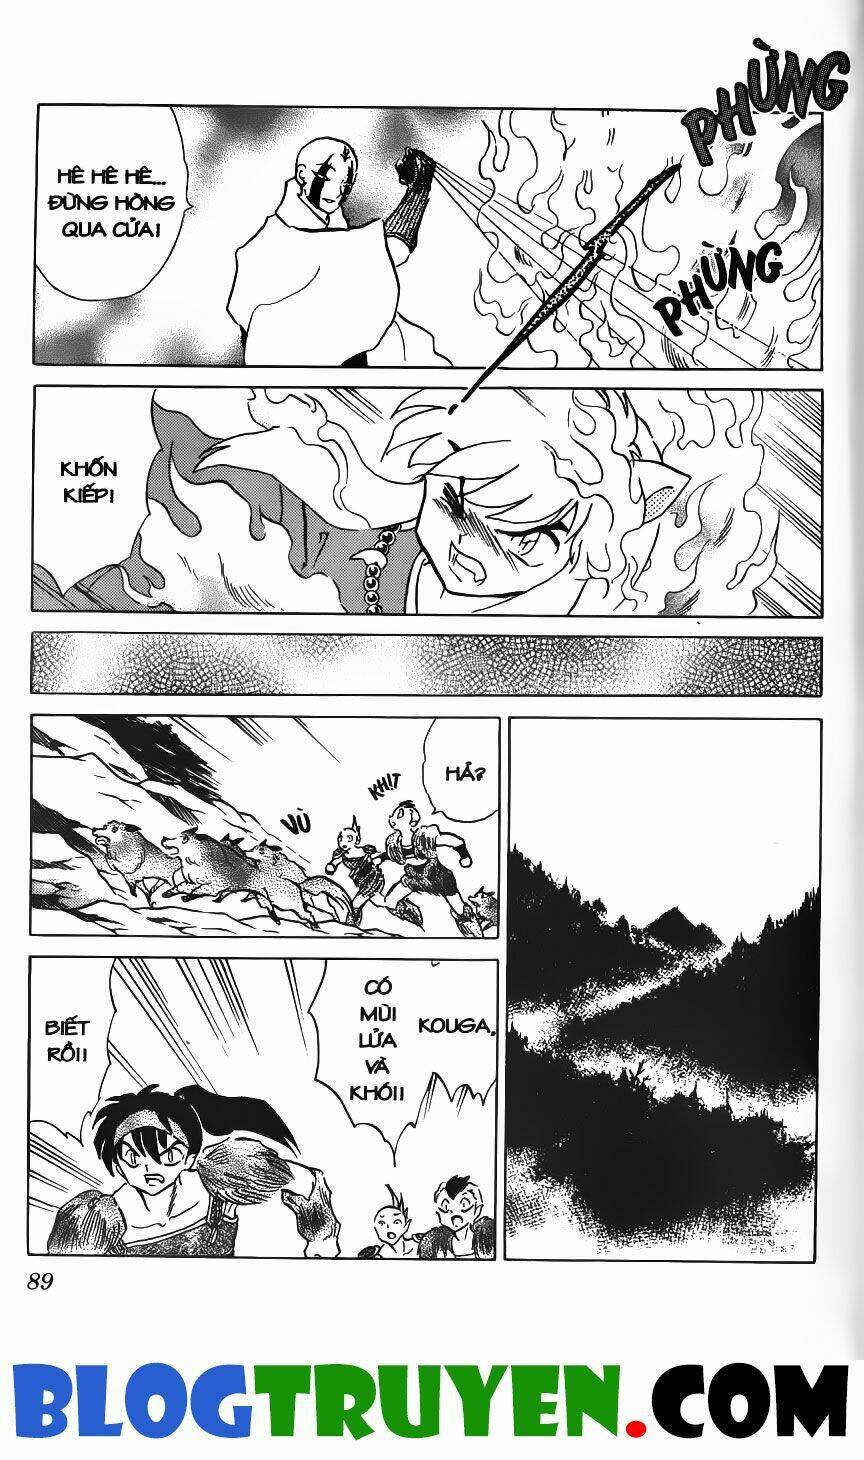 HÊ HÊ HÊ...
ĐỪNG HÒNG
QUA CỬA!
PHỪNG
PHỪNG
KHỐN
KIẾP!
VÙ
KHỊT
HẢ?
KOUGA,
CÓ
MÙI
LỬA
VÀ
KHÓI!
BIẾT
RỒI!
89
BLOGTRUYEN.COM